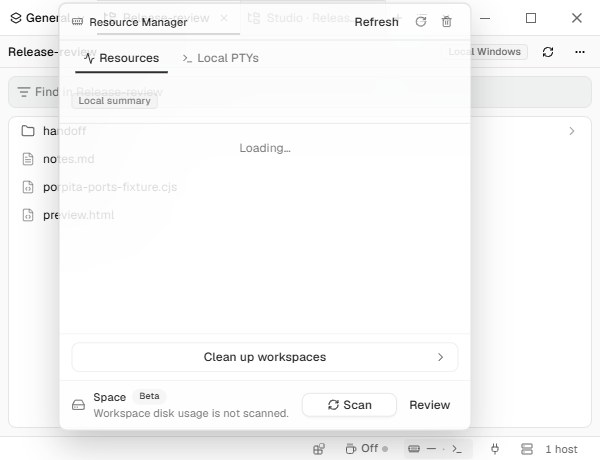 General
Release-review
Studio · Releas
Resource Manager
Refresh
Release-review
Local Windows
Resources
Local PTYs
Find in Release-review
Local summary
handoff
Loading...
notes.md
porpita-ports-fixture.cjs
preview.html
Clean up workspaces
Space
Beta
Workspace disk usage is not scanned.
Scan
Review
Off
1 host